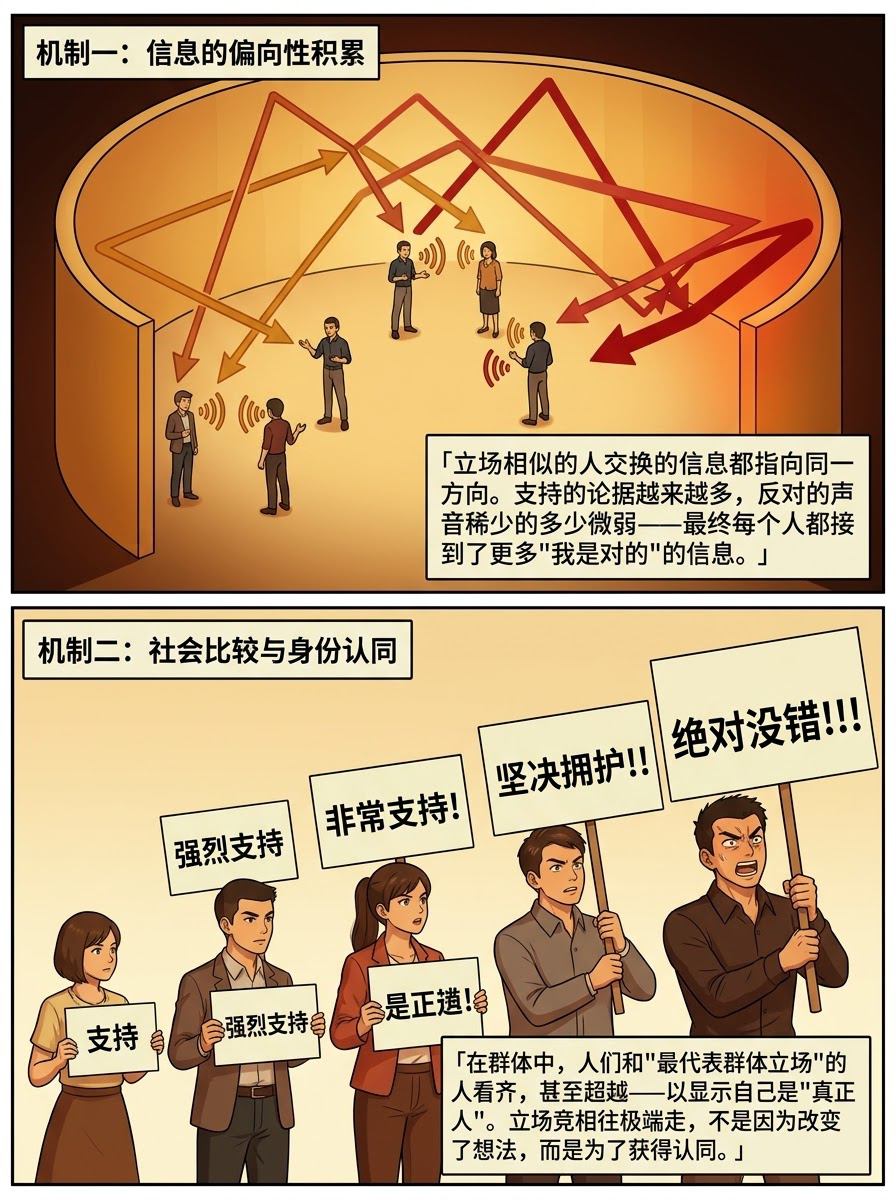 机制一：信息的偏向性积累
「立场相似的人交换的信息都指向同一
方向。支持的论据越来越多，反对的声
音稀少的多少微弱——最终每个人都接
到了更多"我是对的"的信息。」
机制二：社会比较与身份认同
绝对没错!!!
坚决拥护!!
非常支持!
强烈支持
支持
强烈支持
「在群体中，人们和"最代表群体立场"的
人看齐，甚至超越——以显示自己是"真正
人"。立场竞相往极端走，不是因为改变
了想法，而是为了获得认同。」